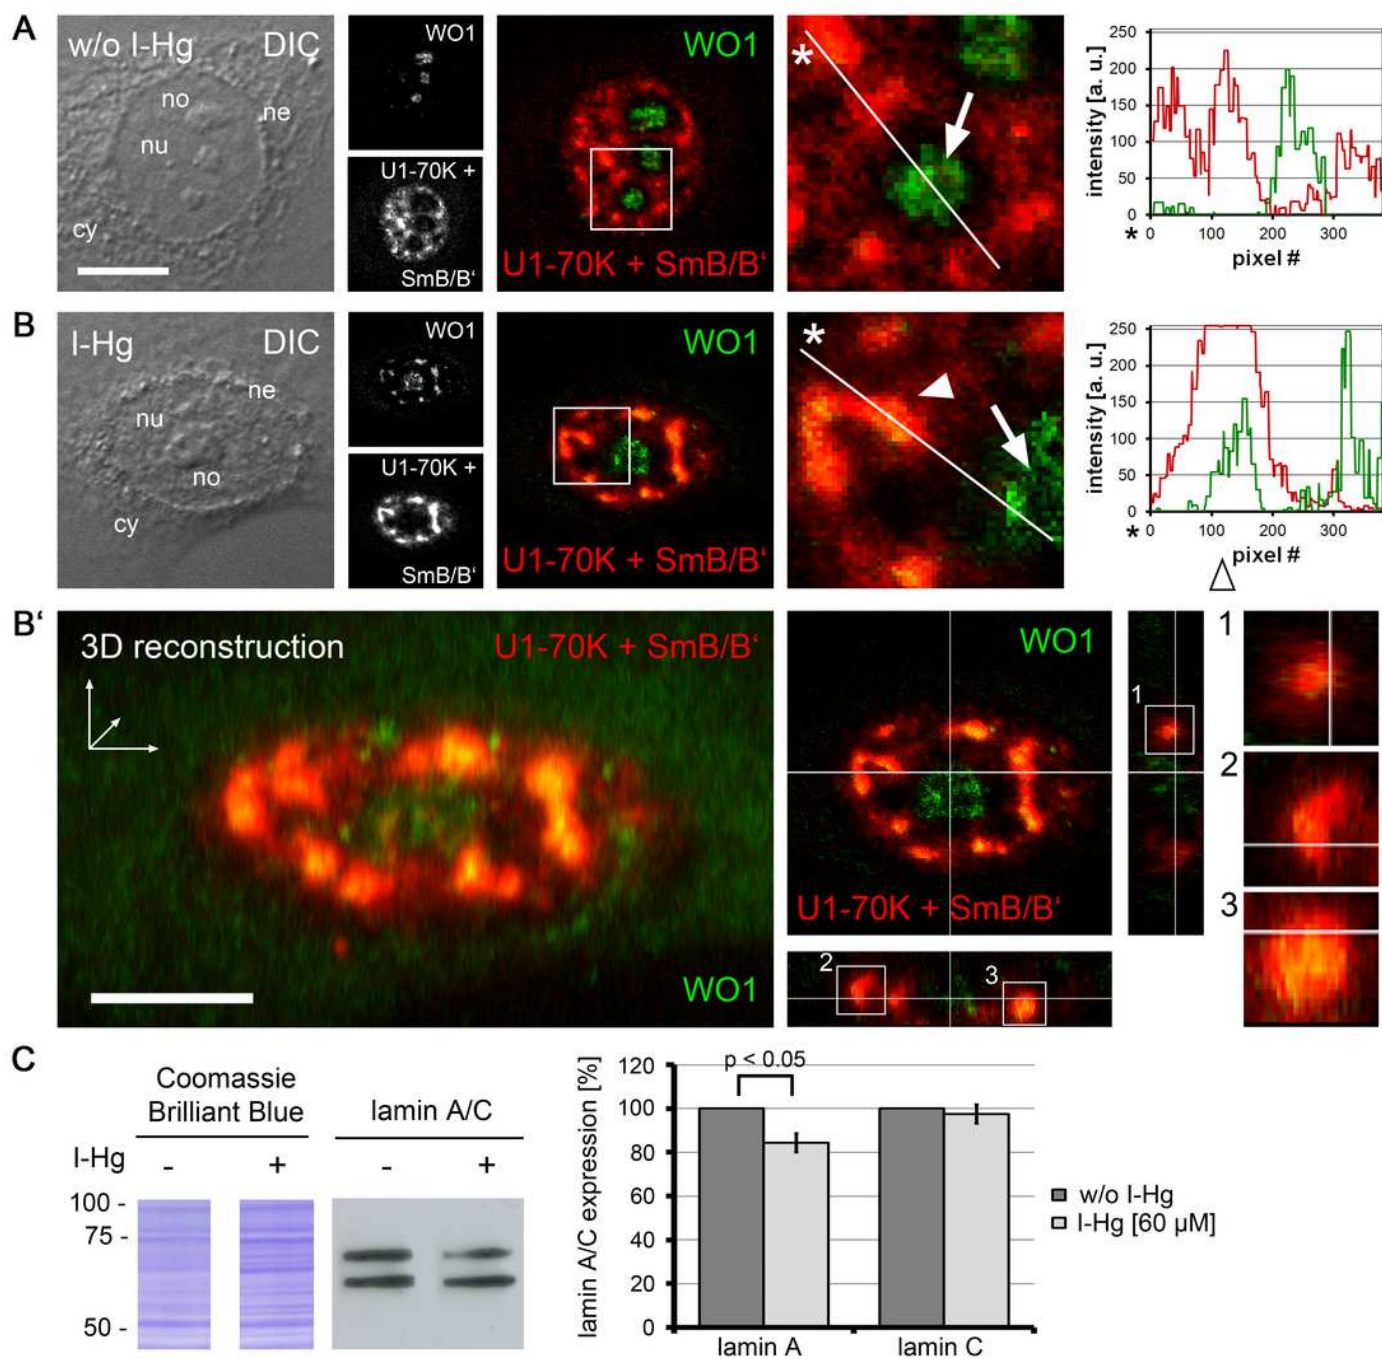 A
w/o I-Hg
DIC
no
ne
nu
cy
WO1
U1-70K +
SmB/B‘
WO1
U1-70K + SmB/B‘
*
intensity [a. u.]
250
200
150
100
50
0
* 0 100 200 300
pixel #
B
I-Hg
DIC
ne
nu
no
cy
WO1
U1-70K +
SmB/B‘
WO1
U1-70K + SmB/B‘
*
intensity [a. u.]
250
200
150
100
50
0
* 0 100 200 300
pixel #
B‘
3D reconstruction
U1-70K + SmB/B‘
WO1
WO1
U1-70K + SmB/B‘
1
2
3
1
2
3
C
Coomassie
Brilliant Blue
lamin A/C
I-Hg - + - +
100 -
75 -
50 -
lamin A/C expression [%]
120
100
80
60
40
20
0
p < 0.05
lamin A lamin C
w/o I-Hg
I-Hg [60 µM]